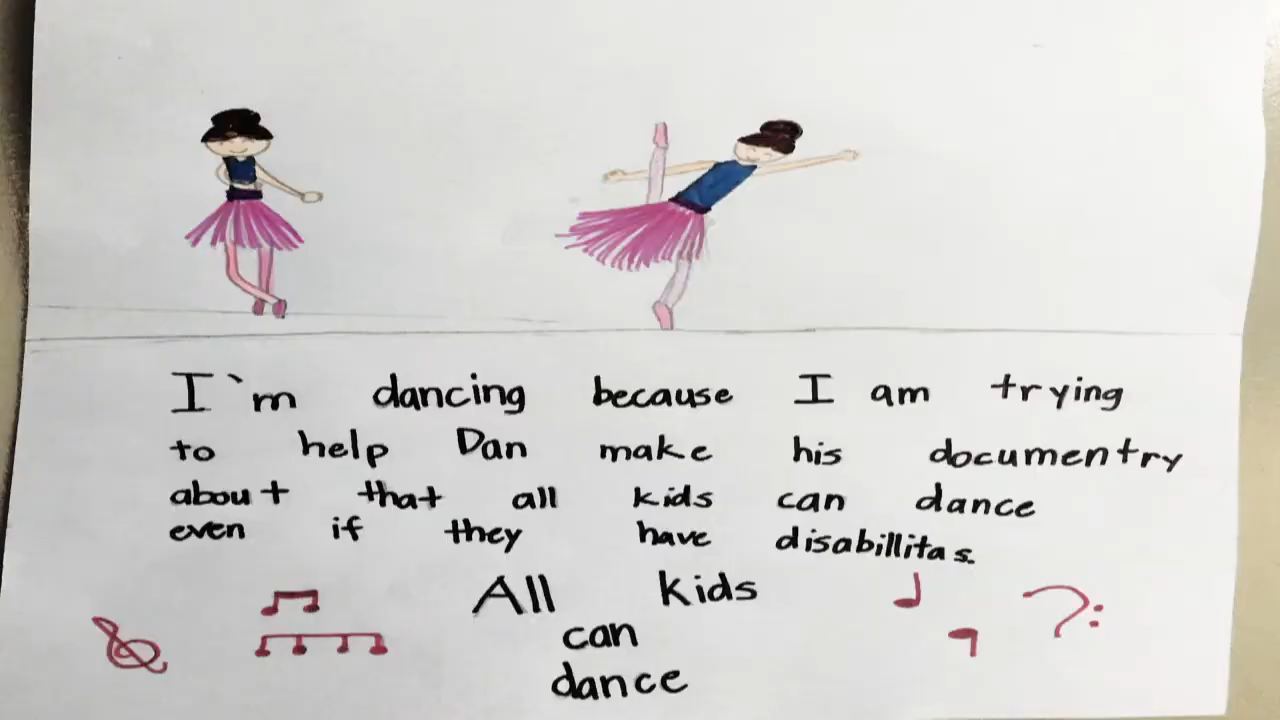 I`m dancing because I am trying
to help Dan make his documentry
about that all kids can dance
even if they have disabillitas.
All kids
can
dance